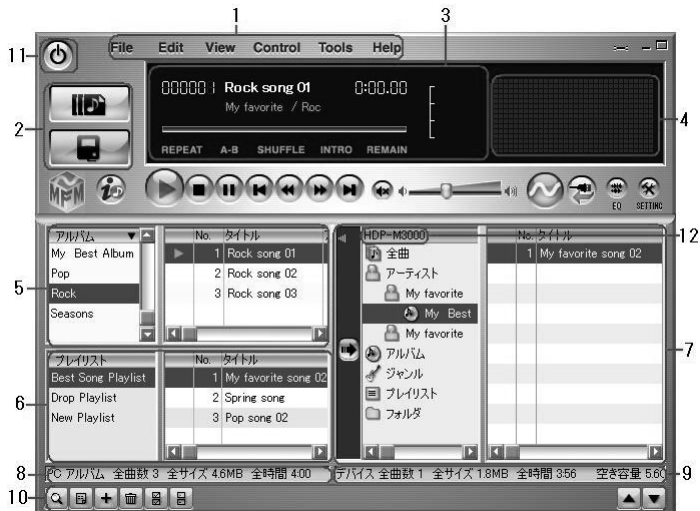 1
3
11
File Edit View Control Tools Help
000001 Rock song 01 0:00.00
My favorite / Roc
2
4
REPEAT A-B SHUFFLE INTRO REMAIN
MFM
EQ SETTING
アルバム
No. タイトル
HDP-M3000
No. タイトル
12
My Best Album
1 Rock song 01
全曲
1 My favorite song 02
Pop
2 Rock song 02
アーティスト
5
Rock
3 Rock song 03
My favorite
Seasons
My Best
My favorite
7
プレイリスト
No. タイトル
アルバム
Best Song Playlist
1 My favorite song 02
ジャンル
6
Drop Playlist
2 Spring song
プレイリスト
New Playlist
3 Pop song 02
フォルダ
8
PC アルバム 全曲数 3 全サイズ 4.6MB 全時間 4:00
デバイス 全曲数 1 全サイズ 1.8MB 全時間 3:56 空き容量 5.60
9
10